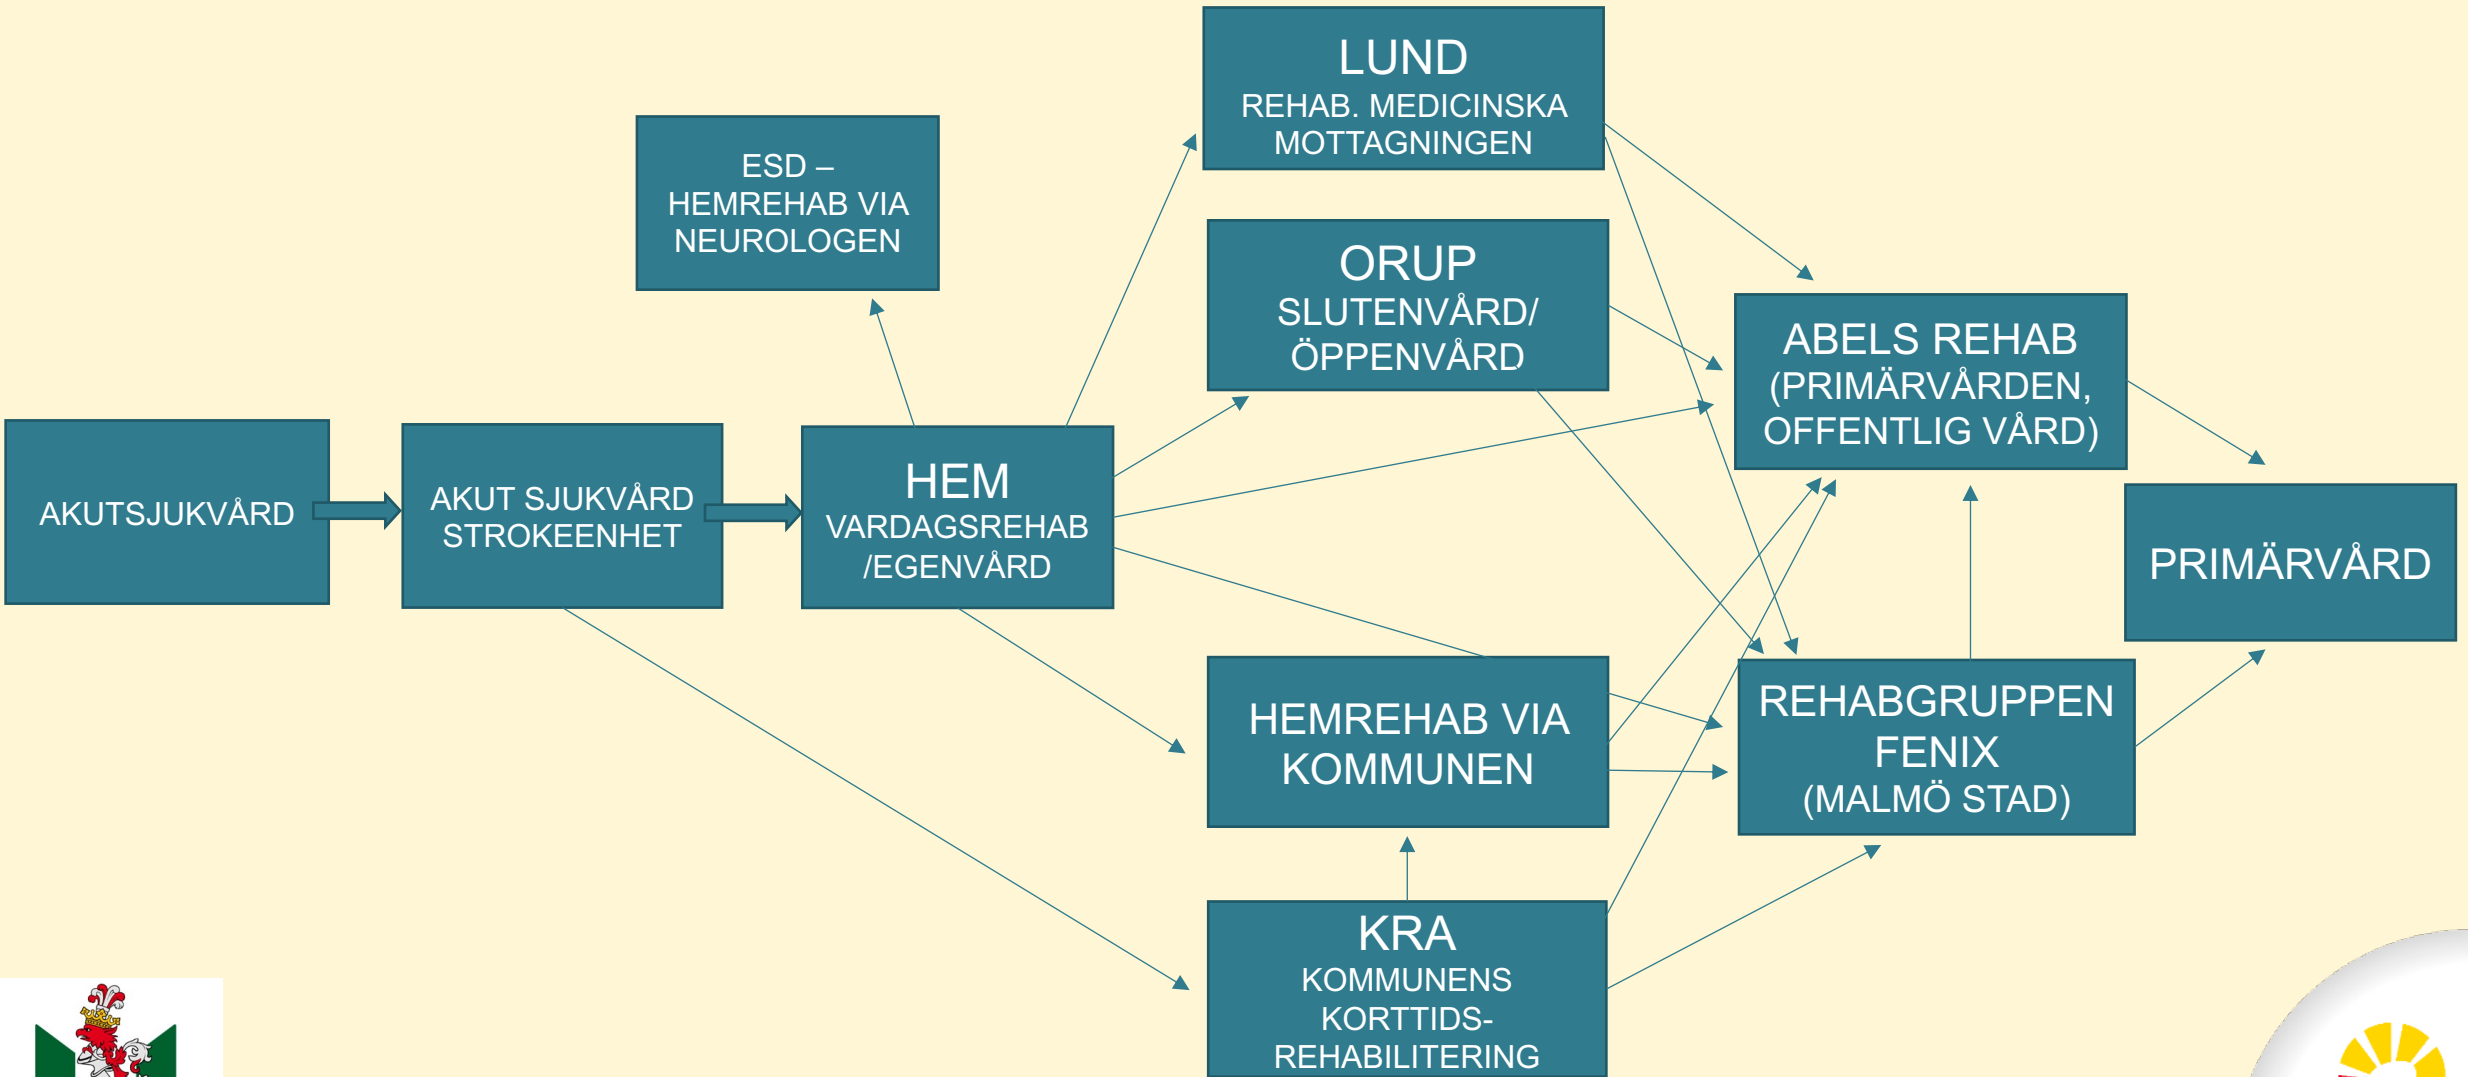 AKUTSJUKVÅRD
AKUT SJUKVÅRD
STROKEENHET
ESD –
HEMREHAB VIA
NEUROLOGEN
HEM
VARDAGSREHAB
/EGENVÅRD
LUND
REHAB. MEDICINSKA
MOTTAGNINGEN
ORUP
SLUTENVÅRD/
ÖPPENVÅRD
HEMREHAB VIA
KOMMUNEN
KRA
KOMMUNENS
KORTTIDS-
REHABILITERING
ABELS REHAB
(PRIMÄRVÅRDEN,
OFFENTLIG VÅRD)
REHABGRUPPEN
FENIX
(MALMÖ STAD)
PRIMÄRVÅRD